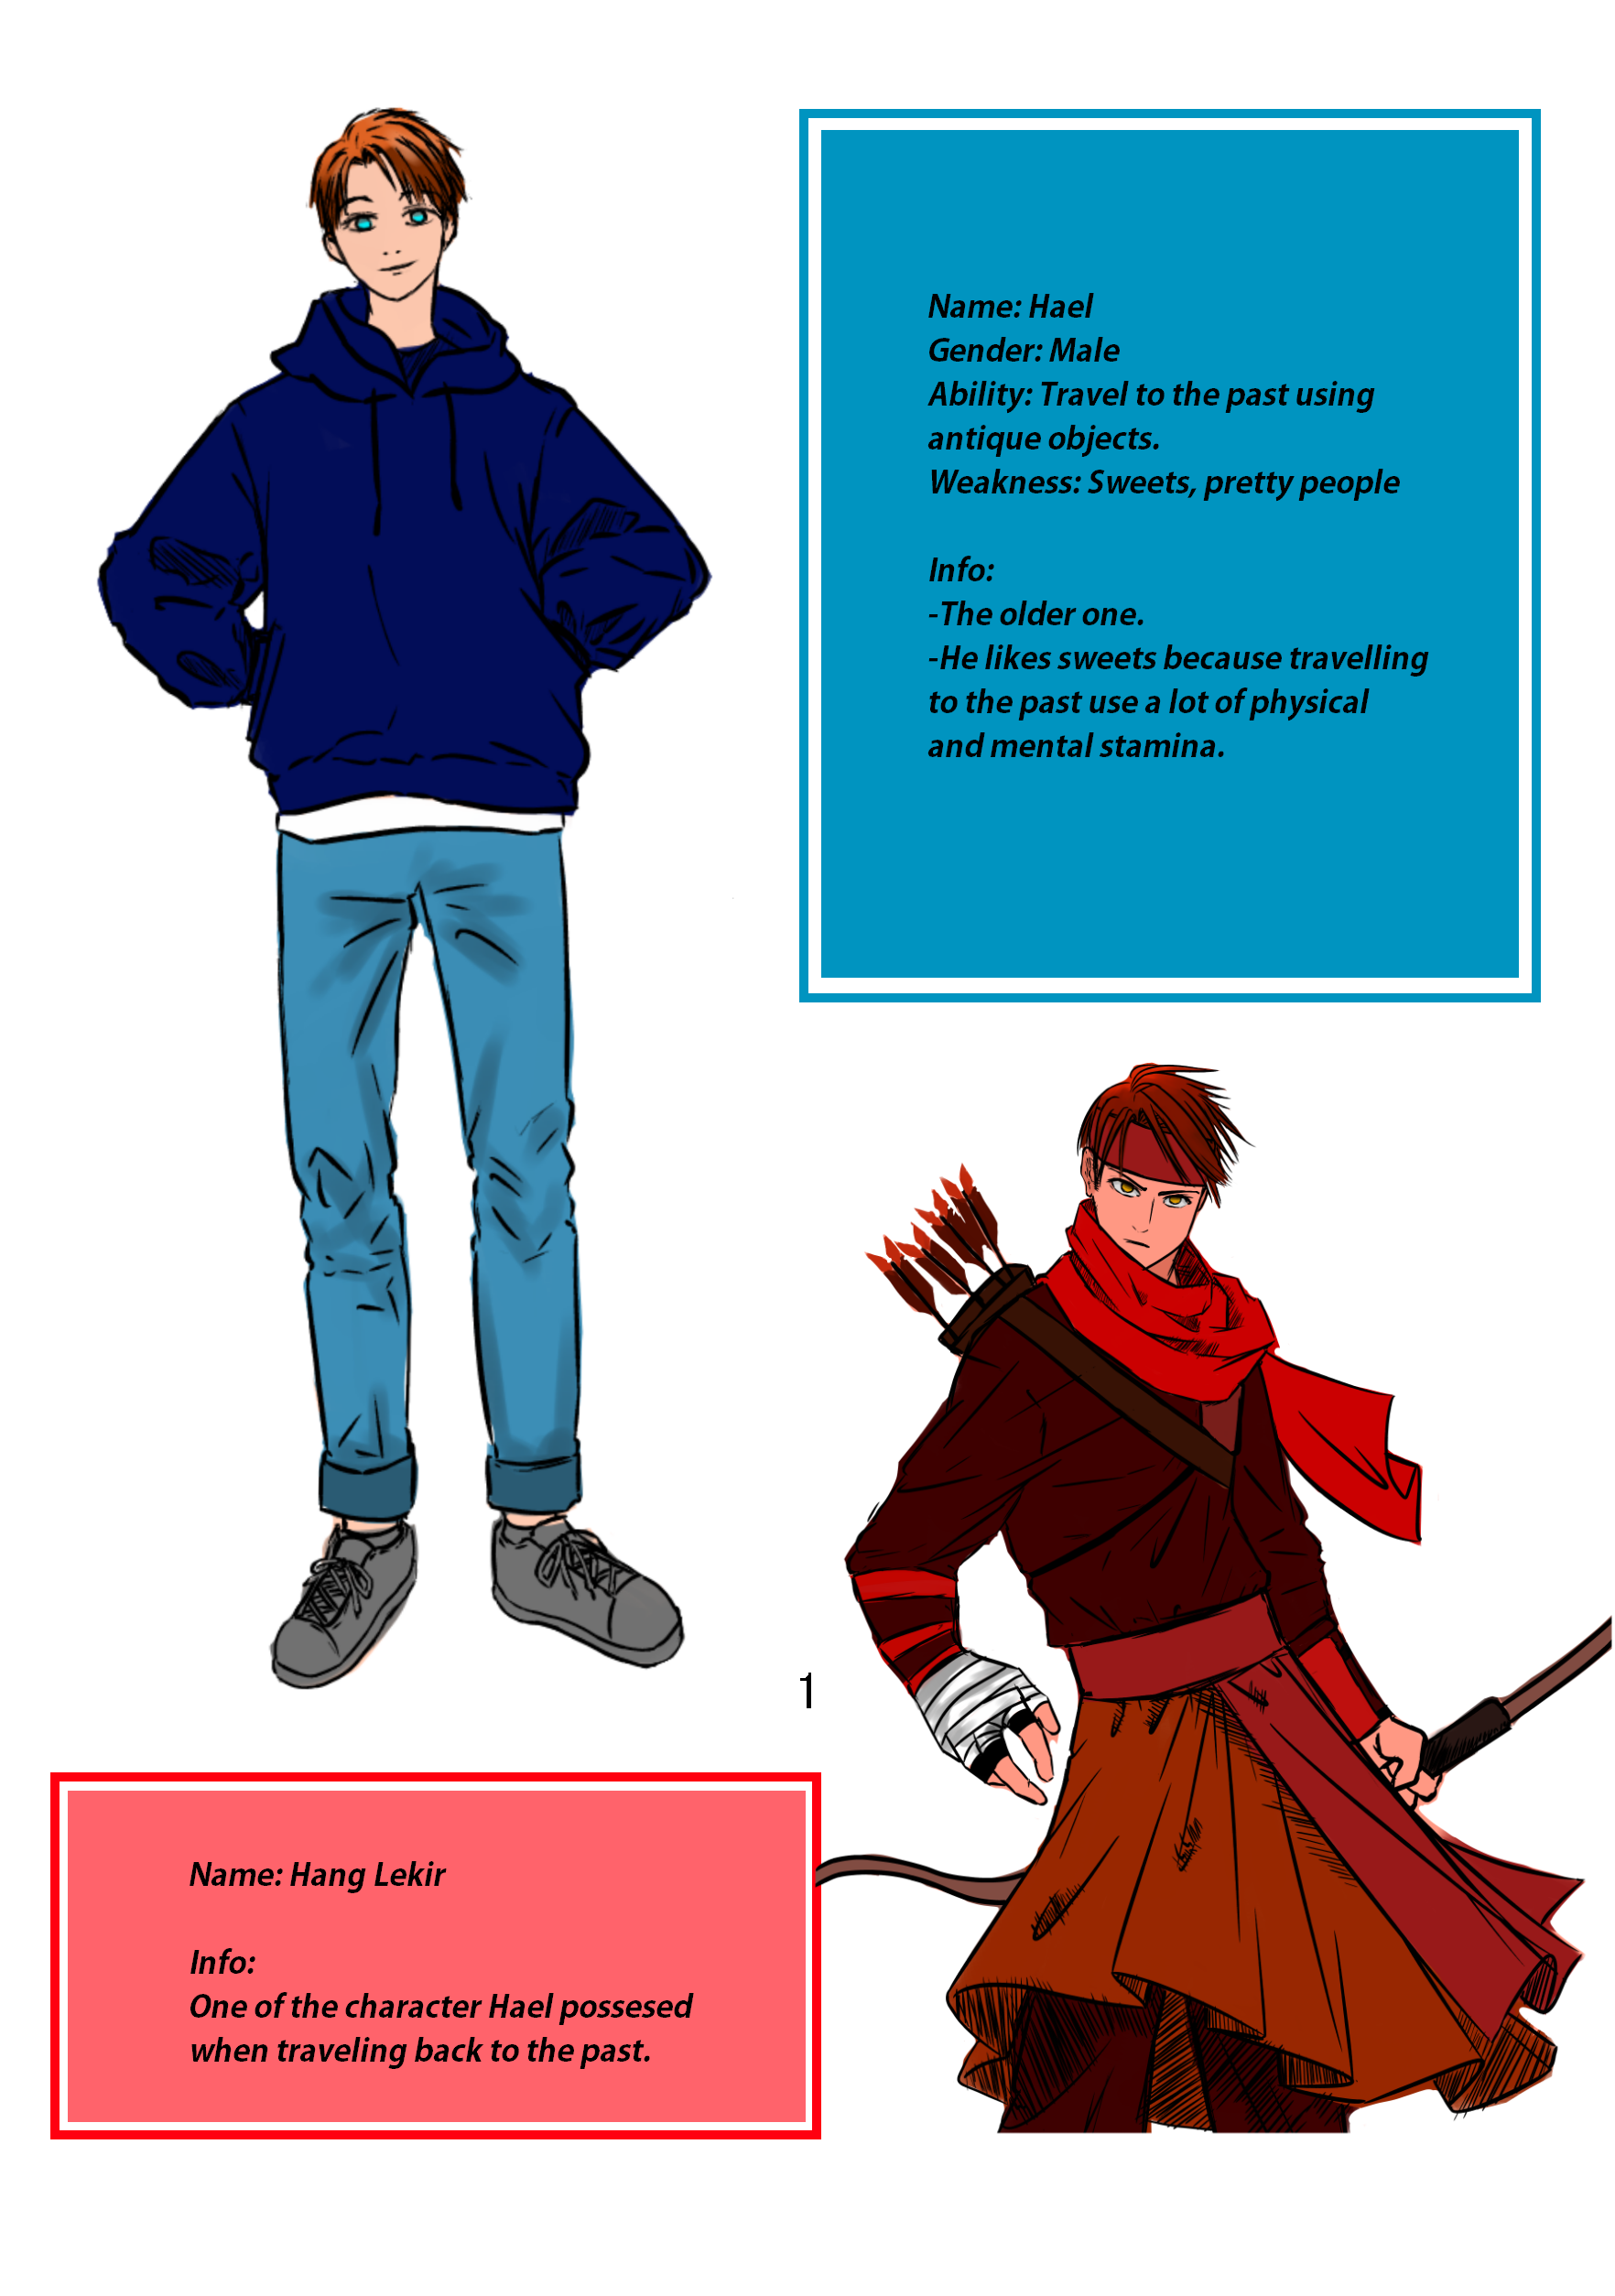 Name: Hael
Gender: Male
Ability: Travel to the past using
antique objects.
Weakness: Sweets, pretty people
Info:
-The older one.
-He likes sweets because travelling
to the past use a lot of physical
and mental stamina.
1
Name: Hang Lekir
Info:
One of the character Hael possesed
when traveling back to the past.